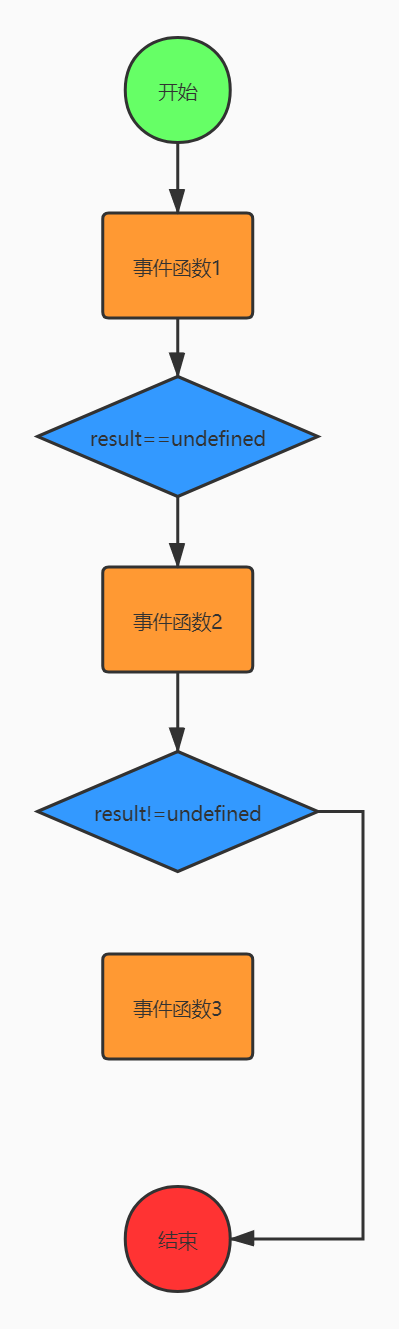 开始
事件函数1
result==undefined
事件函数2
result!=undefined
事件函数3
结束